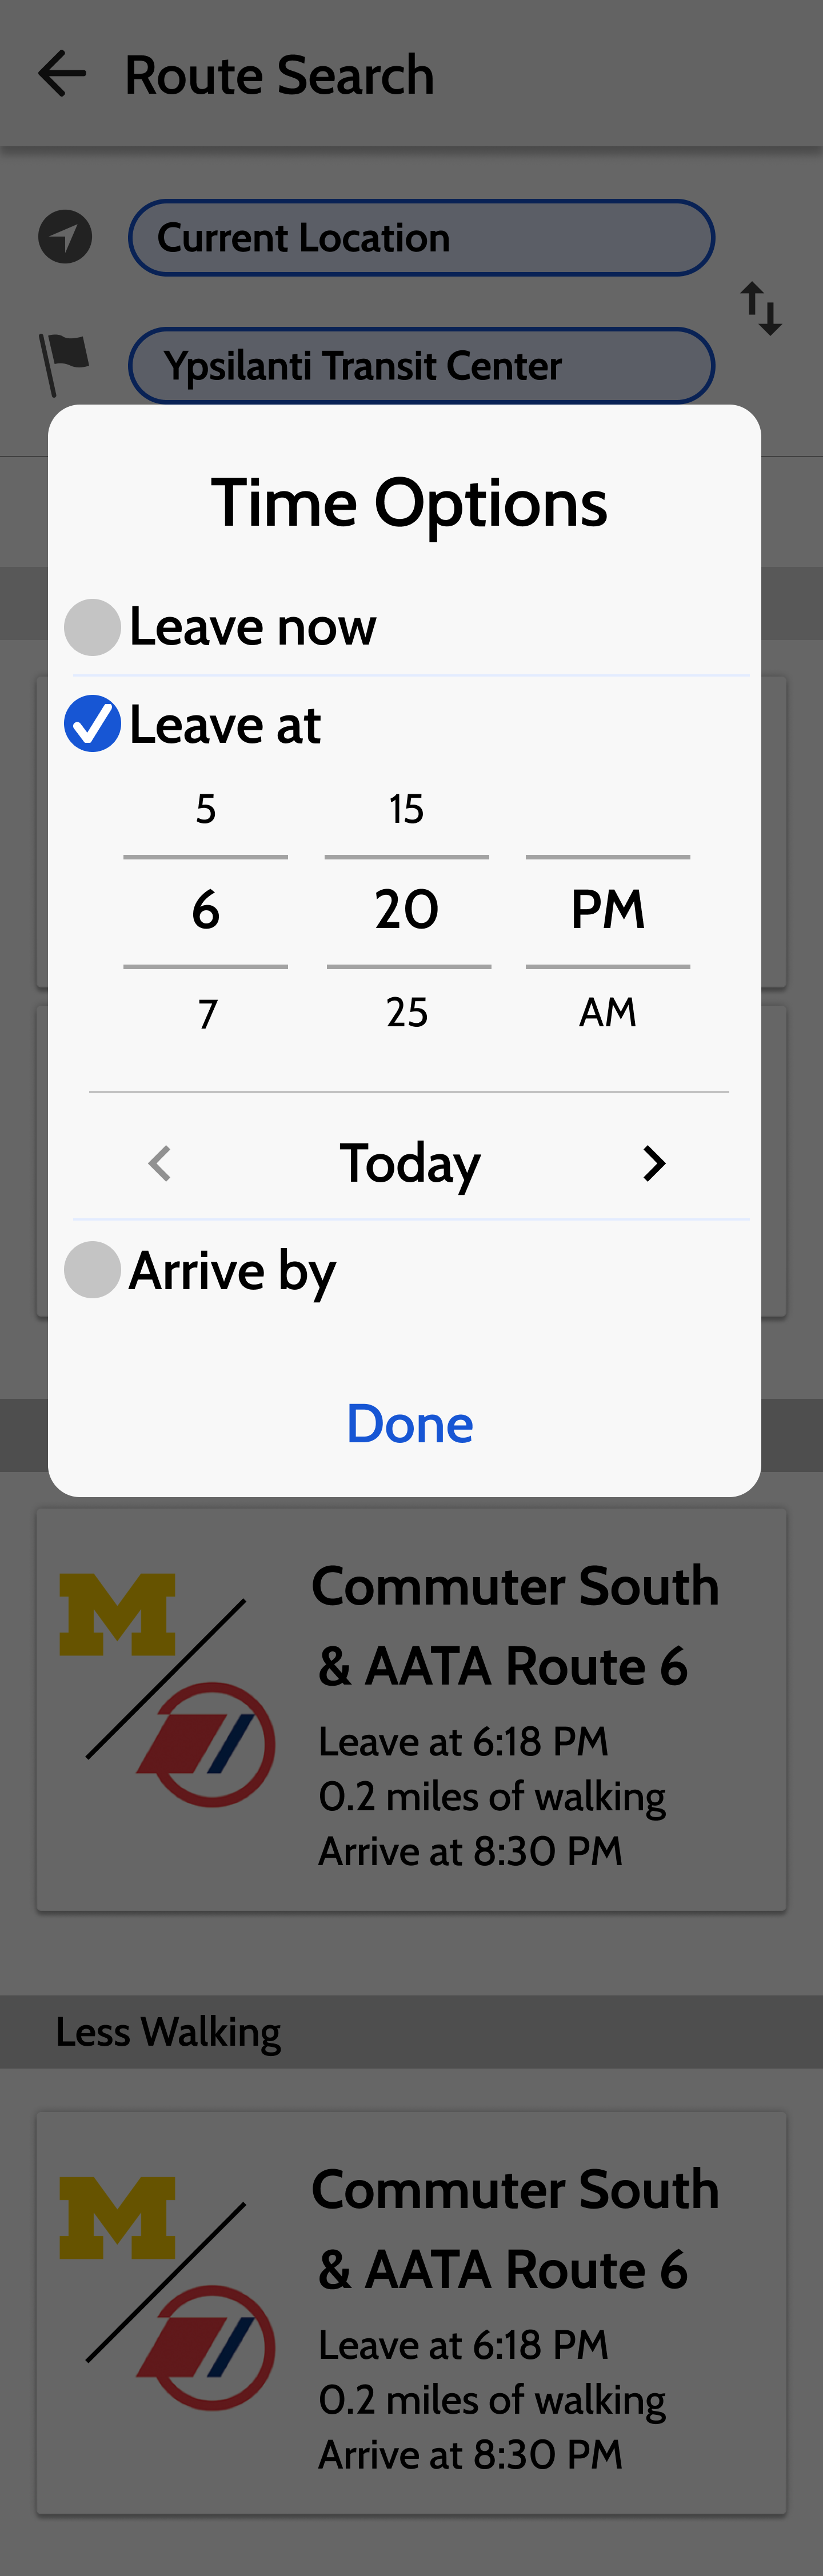 Route Search
Current Location
Ypsilanti Transit Center
Time Options
Leave now
Leave at
5 15
6 20 PM
7 25 AM
Today
Arrive by
Done
M
Commuter South
& AATA Route 6
Leave at 6:18 PM
0.2 miles of walking
Arrive at 8:30 PM
Less Walking
M
Commuter South
& AATA Route 6
Leave at 6:18 PM
0.2 miles of walking
Arrive at 8:30 PM